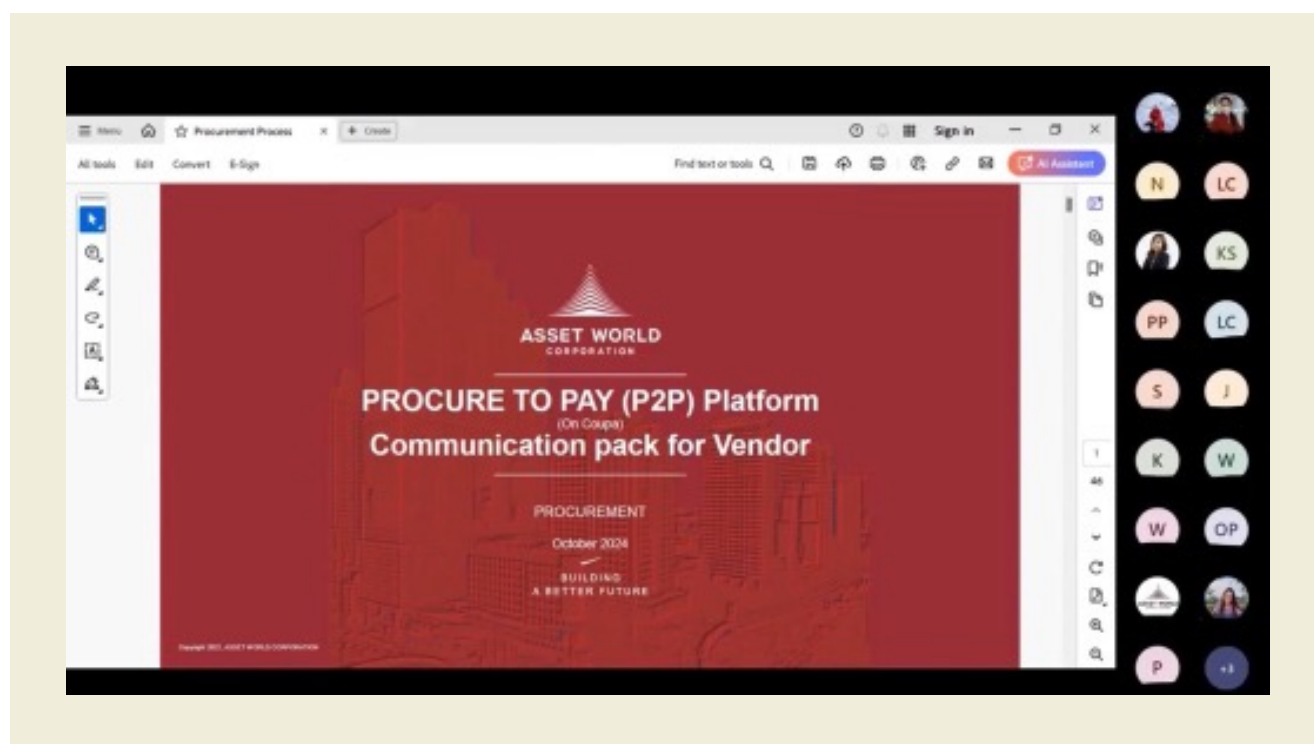 Menu
Procurement Process
Create
Sign in
All tools Edit Convert E-Sign
Find text or tools
AI Assistant
ASSET WORLD
CORPORATION
PROCURE TO PAY (P2P) Platform
(On Coupa)
Communication pack for Vendor
PROCUREMENT
October 2024
BUILDING
A BETTER FUTURE
1
46
N
LC
KS
PP
LC
S
J
K
W
W
OP
P
+3